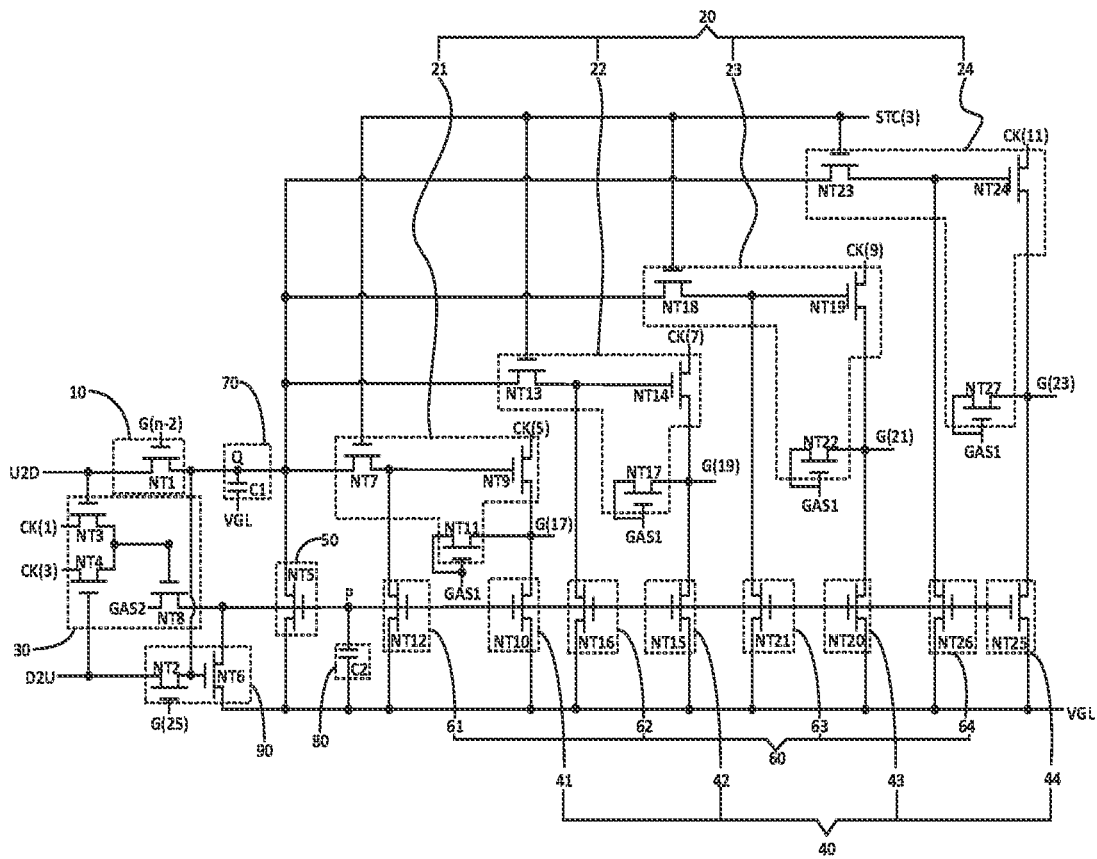 20
21 22 23 24
STC(3)
CK(11)
NT23 NT24
CK(9)
NT18 NT19
CK(7)
NT13 NT14
NT27 G(23)
GAS1
10 70
G(n-2)
CK(5)
NT22 G(21)
GAS1
U2D NT1 Q C1 NT7 NT9
VGL
NT17 G(19)
GAS1
CK(1) NT3
NT11 G(17)
GAS1
50
CK(3) NT4
NT5 P
GAS2 NT8
NT12 NT10 NT16 NT15 NT21 NT20 NT26 NT25
30
C2
D2U NT2 NT6
G(25)
VGL
90 80 61 62 63 64
60
41 42 43 44
40